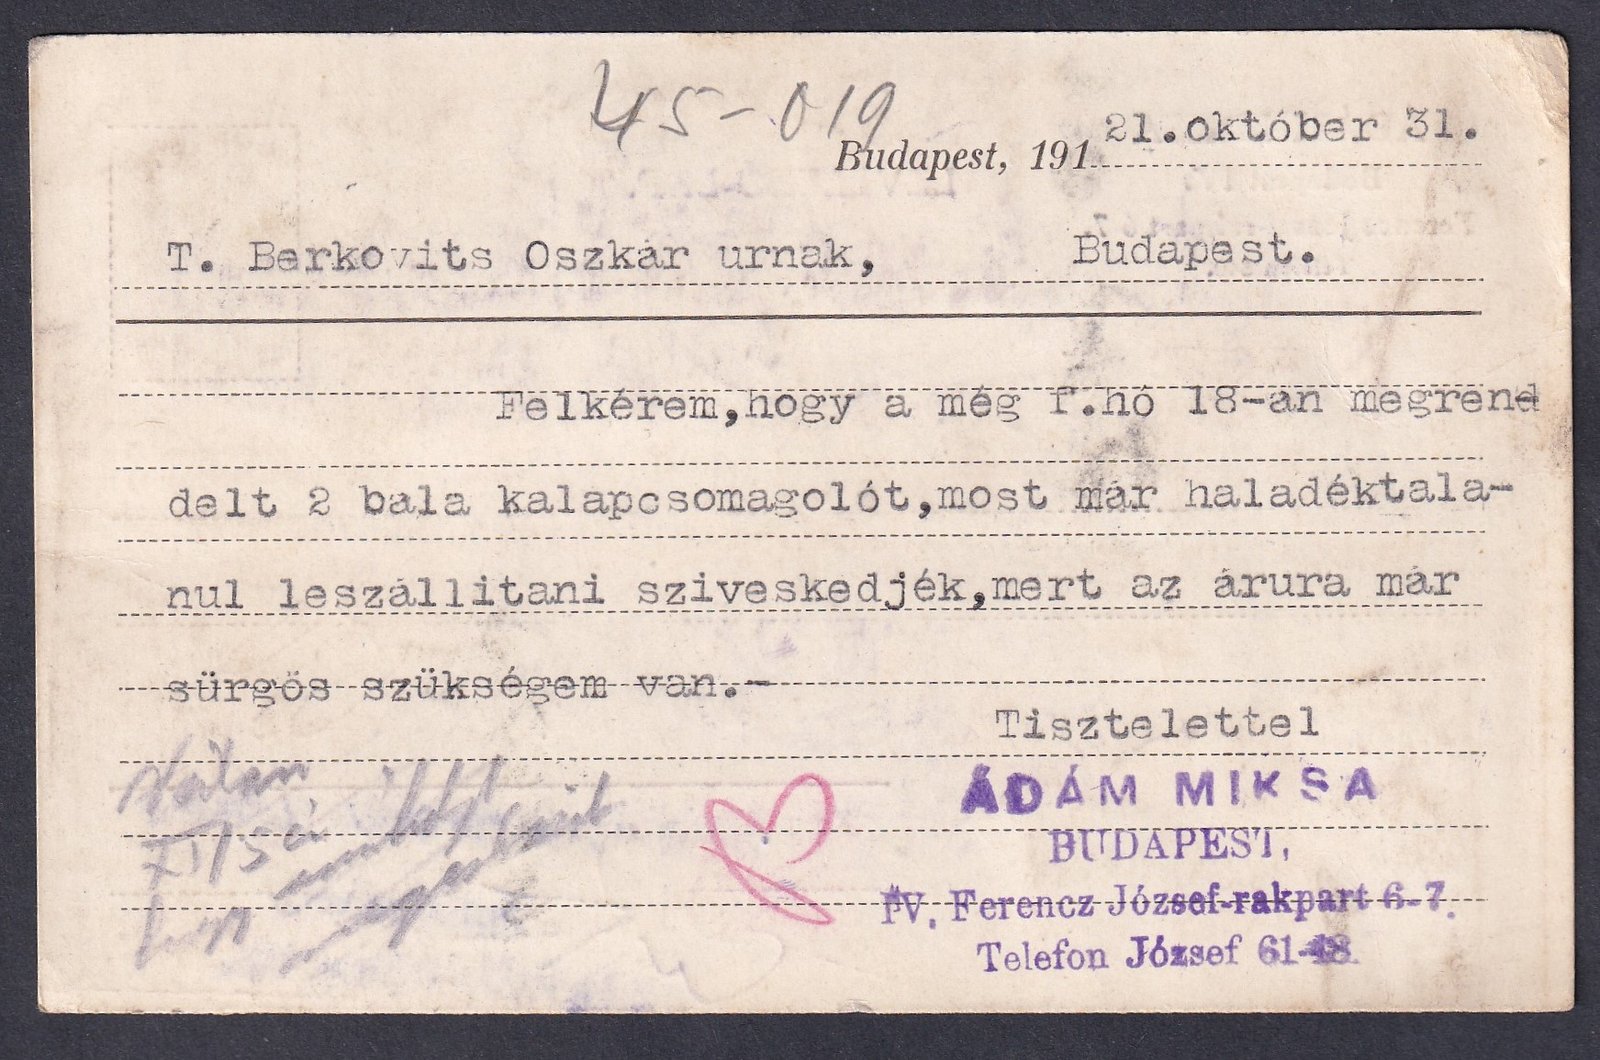 45-019
Budapest, 191 21.október 31.
T. Berkovits Oszkár urnak, Budapest.
Felkérem,hogy a még f.hó 18-an megrend
delt 2 bala kalapcsomagolót,most már haladéktala-
nul leszállitani sziveskedjék,mert az árura már
sürgös szükségem van.-
Tisztelettel
ÁDÁM MIKSA
BUDAPEST,
IV. Ferencz József-rakpart 6-7.
Telefon József 61-48.